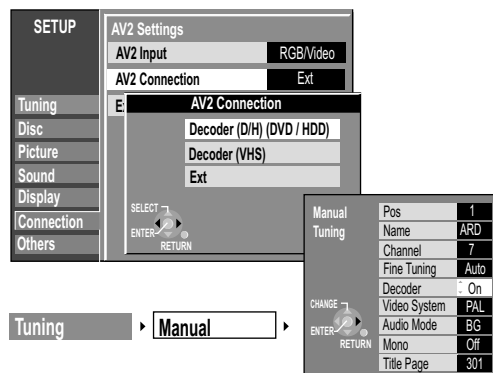 SETUP
AV2 Settings
AV2 Input RGB/Video
AV2 Connection Ext
E
AV2 Connection
Decoder (D/H) (DVD / HDD)
Decoder (VHS)
Ext
SELECT
ENTER
RETURN
Tuning
Disc
Picture
Sound
Display
Connection
Others
Tuning
Manual
Manual
Tuning
Pos 1
Name ARD
Channel 7
Fine Tuning Auto
Decoder On
Video System PAL
Audio Mode BG
Mono Off
Title Page 301
CHANGE
ENTER
RETURN